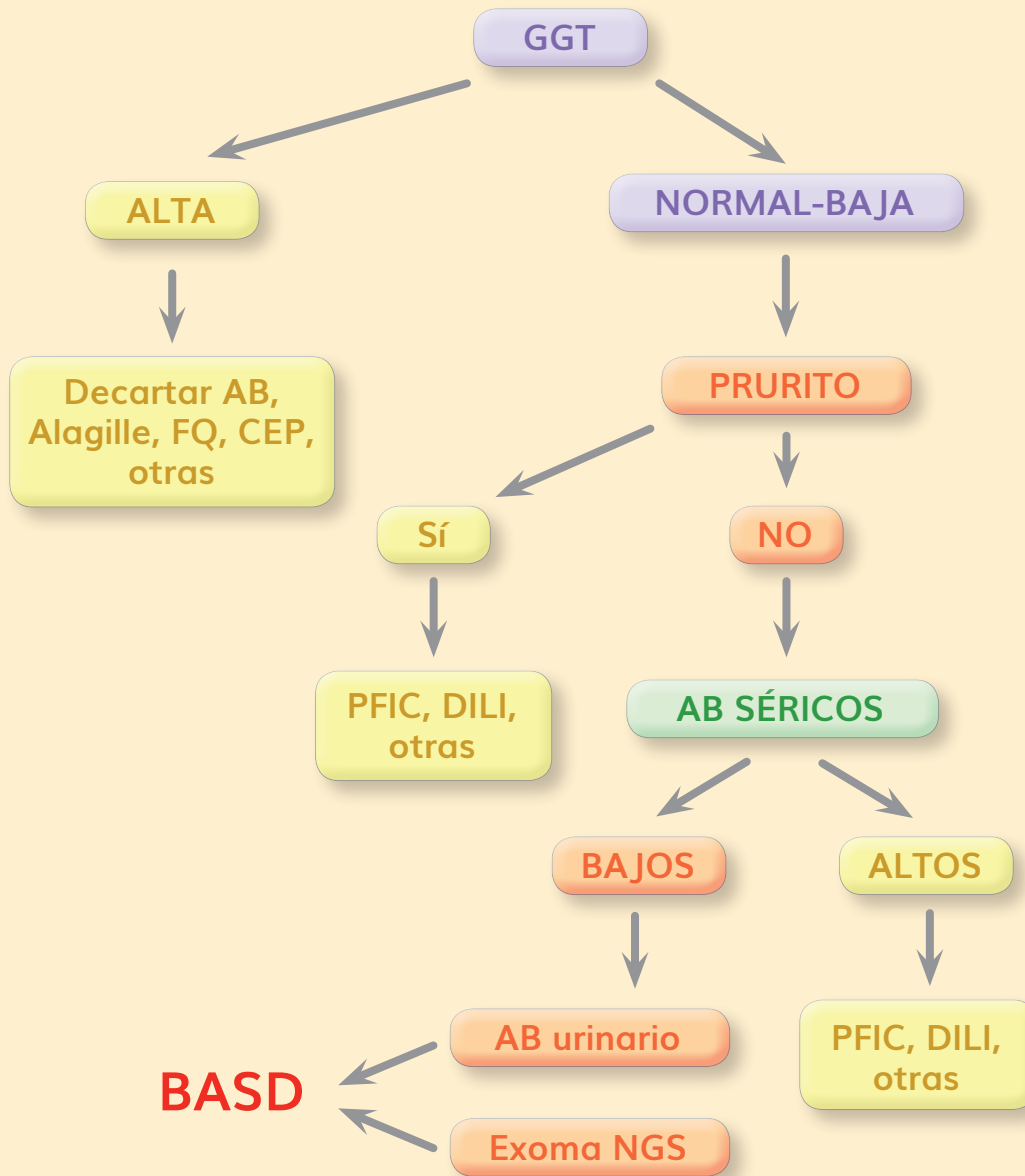 GGT
ALTA
NORMAL-BAJA
Decartar AB,
Alagille, FQ, CEP,
otras
PRURITO
Sí
NO
PFIC, DILI,
otras
AB SÉRICOS
BAJOS
ALTOS
AB urinario
PFIC, DILI,
otras
BASD
Exoma NGS